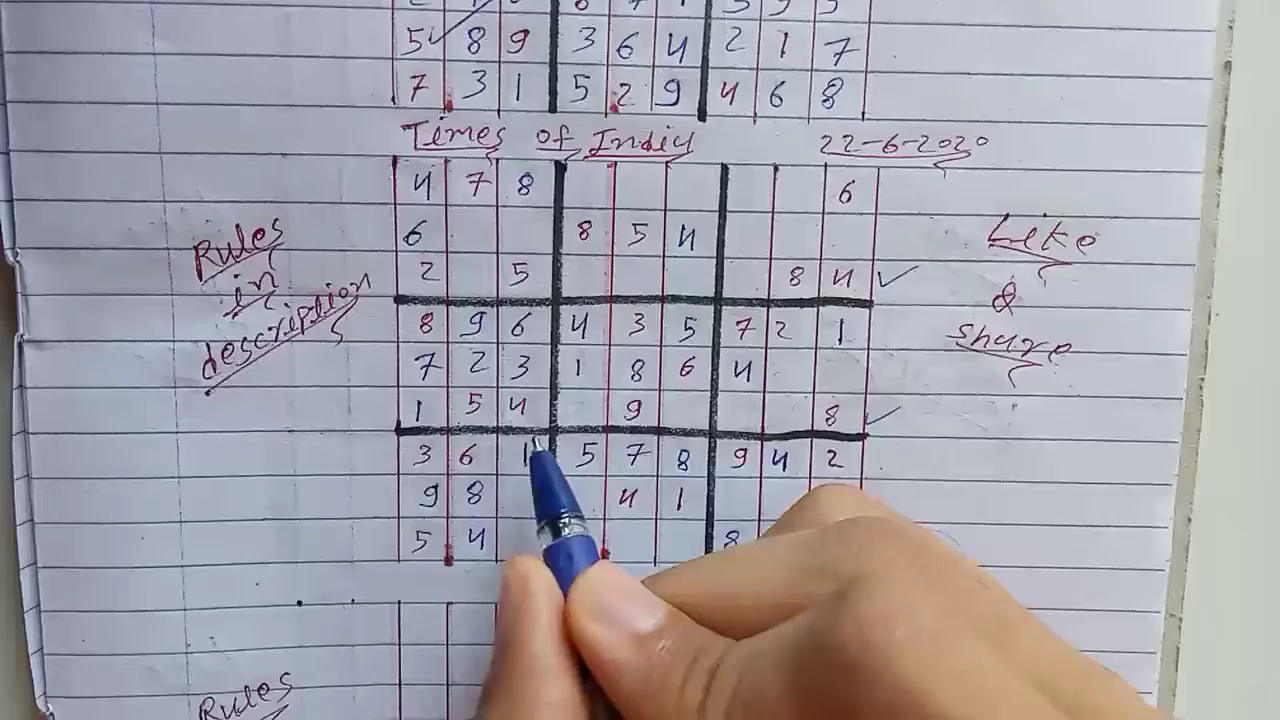 5 8 9 3 6 4 2 1 7
7 3 1 5 2 9 4 6 8
Times of India 22-6-2020
4 7 8 6
6 8 5 4
2 5 8 4
8 9 6 4 3 5 7 2 1
7 2 3 1 8 6 4
1 5 4 9 8
3 6 1 5 7 8 9 4 2
9 8 4 1
5 4 8
Rules
in
description
Like
&
share
Rules